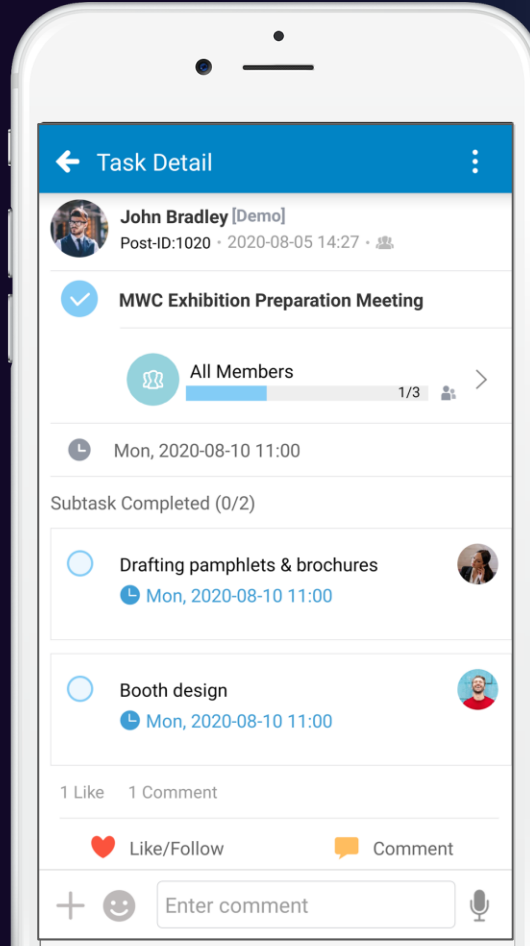 Task Detail
John Bradley [Demo]
Post-ID:1020 · 2020-08-05 14:27 ·
MWC Exhibition Preparation Meeting
All Members
1/3
Mon, 2020-08-10 11:00
Subtask Completed (0/2)
Drafting pamphlets & brochures
Mon, 2020-08-10 11:00
Booth design
Mon, 2020-08-10 11:00
1 Like 1 Comment
Like/Follow Comment
Enter comment